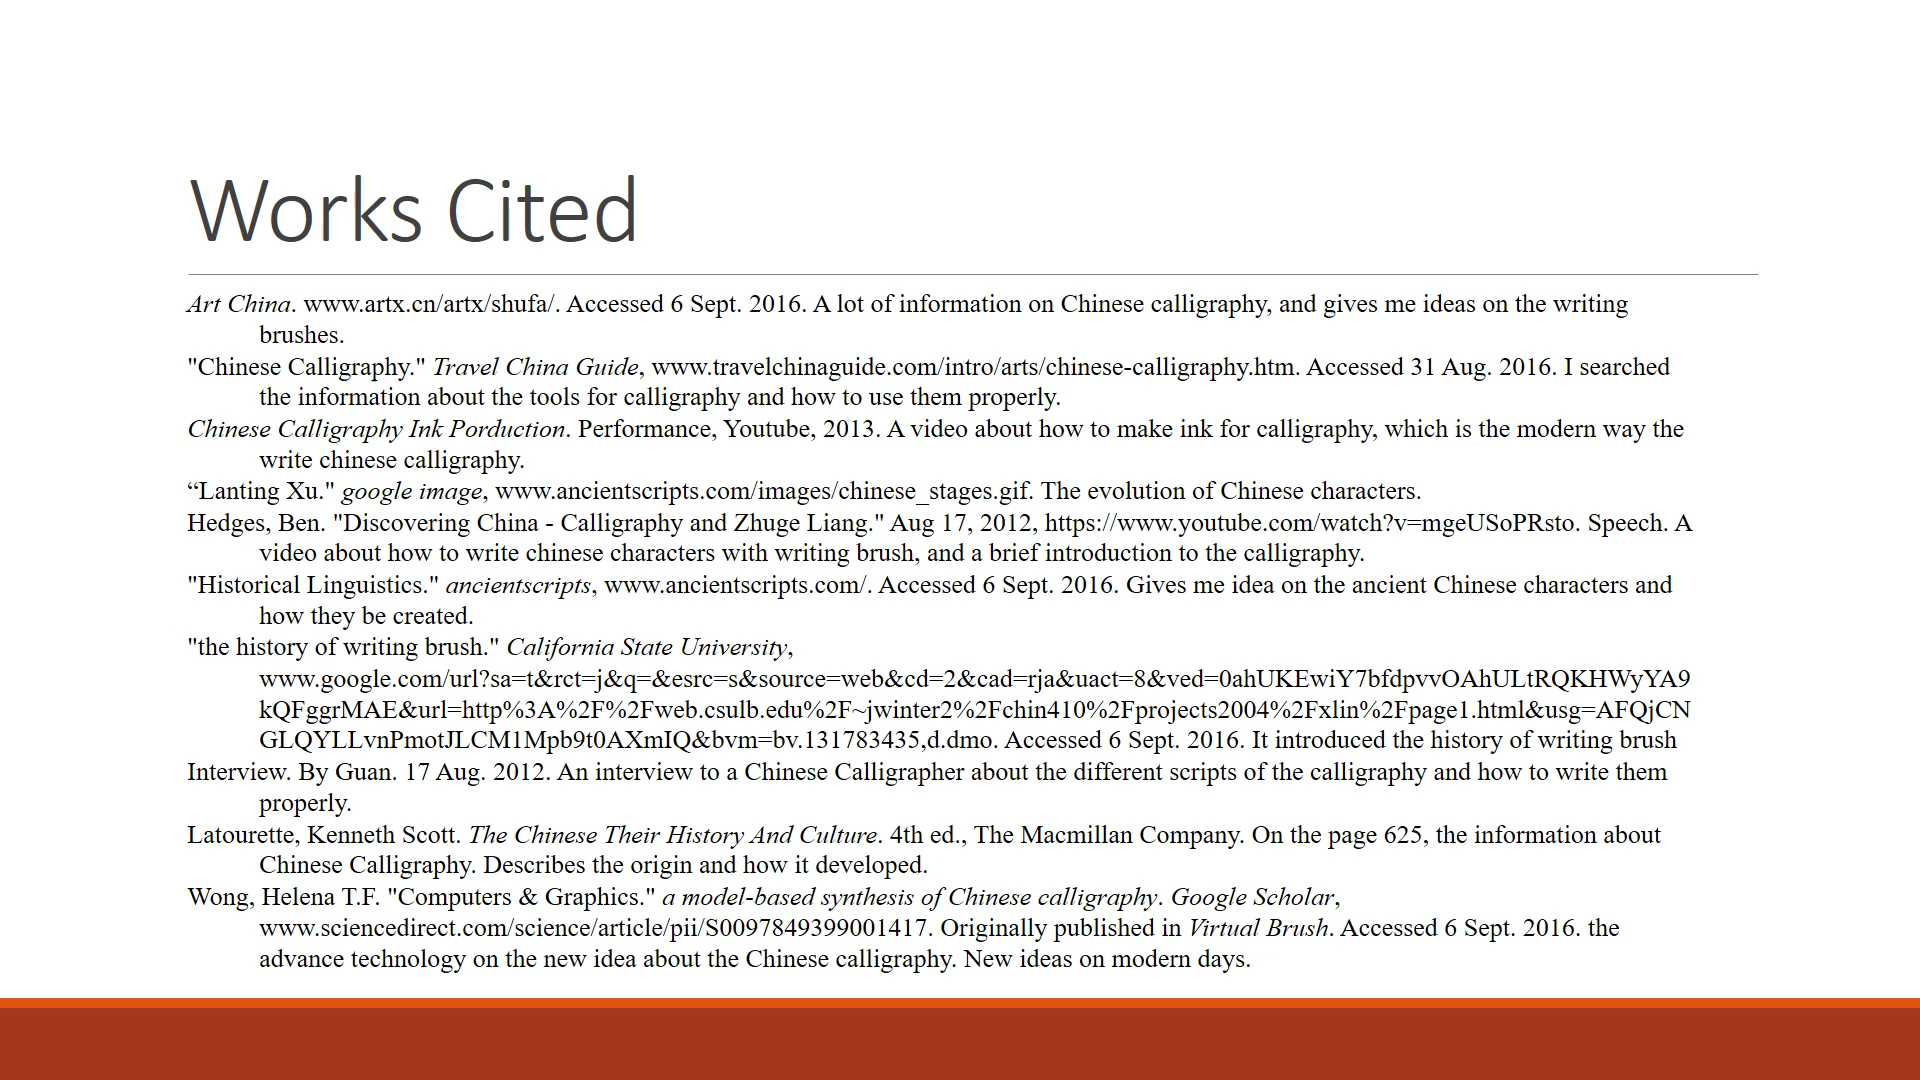 Works Cited
Art China. www.artx.cn/artx/shufa/. Accessed 6 Sept. 2016. A lot of information on Chinese calligraphy, and gives me ideas on the writing
brushes.
"Chinese Calligraphy." Travel China Guide, www.travelchinaguide.com/intro/arts/chinese-calligraphy.htm. Accessed 31 Aug. 2016. I searched
the information about the tools for calligraphy and how to use them properly.
Chinese Calligraphy Ink Porduction. Performance, Youtube, 2013. A video about how to make ink for calligraphy, which is the modern way the
write chinese calligraphy.
“Lanting Xu." google image, www.ancientscripts.com/images/chinese_stages.gif. The evolution of Chinese characters.
Hedges, Ben. "Discovering China - Calligraphy and Zhuge Liang." Aug 17, 2012, https://www.youtube.com/watch?v=mgeUSoPRsto. Speech. A
video about how to write chinese characters with writing brush, and a brief introduction to the calligraphy.
"Historical Linguistics." ancientscripts, www.ancientscripts.com/. Accessed 6 Sept. 2016. Gives me idea on the ancient Chinese characters and
how they be created.
"the history of writing brush." California State University,
www.google.com/url?sa=t&rct=j&q=&esrc=s&source=web&cd=2&cad=rja&uact=8&ved=0ahUKEwiY7bfdpvvOAhULtRQKHWyYA9
kQFggrMAE&url=http%3A%2F%2Fweb.csulb.edu%2F~jwinter2%2Fchin410%2Fprojects2004%2Fxlin%2Fpage1.html&usg=AFQjCN
GLQYLLvnPmotJLCM1Mpb9t0AXmIQ&bvm=bv.131783435,d.dmo. Accessed 6 Sept. 2016. It introduced the history of writing brush
Interview. By Guan. 17 Aug. 2012. An interview to a Chinese Calligrapher about the different scripts of the calligraphy and how to write them
properly.
Latourette, Kenneth Scott. The Chinese Their History And Culture. 4th ed., The Macmillan Company. On the page 625, the information about
Chinese Calligraphy. Describes the origin and how it developed.
Wong, Helena T.F. "Computers & Graphics." a model-based synthesis of Chinese calligraphy. Google Scholar,
www.sciencedirect.com/science/article/pii/S0097849399001417. Originally published in Virtual Brush. Accessed 6 Sept. 2016. the
advance technology on the new idea about the Chinese calligraphy. New ideas on modern days.